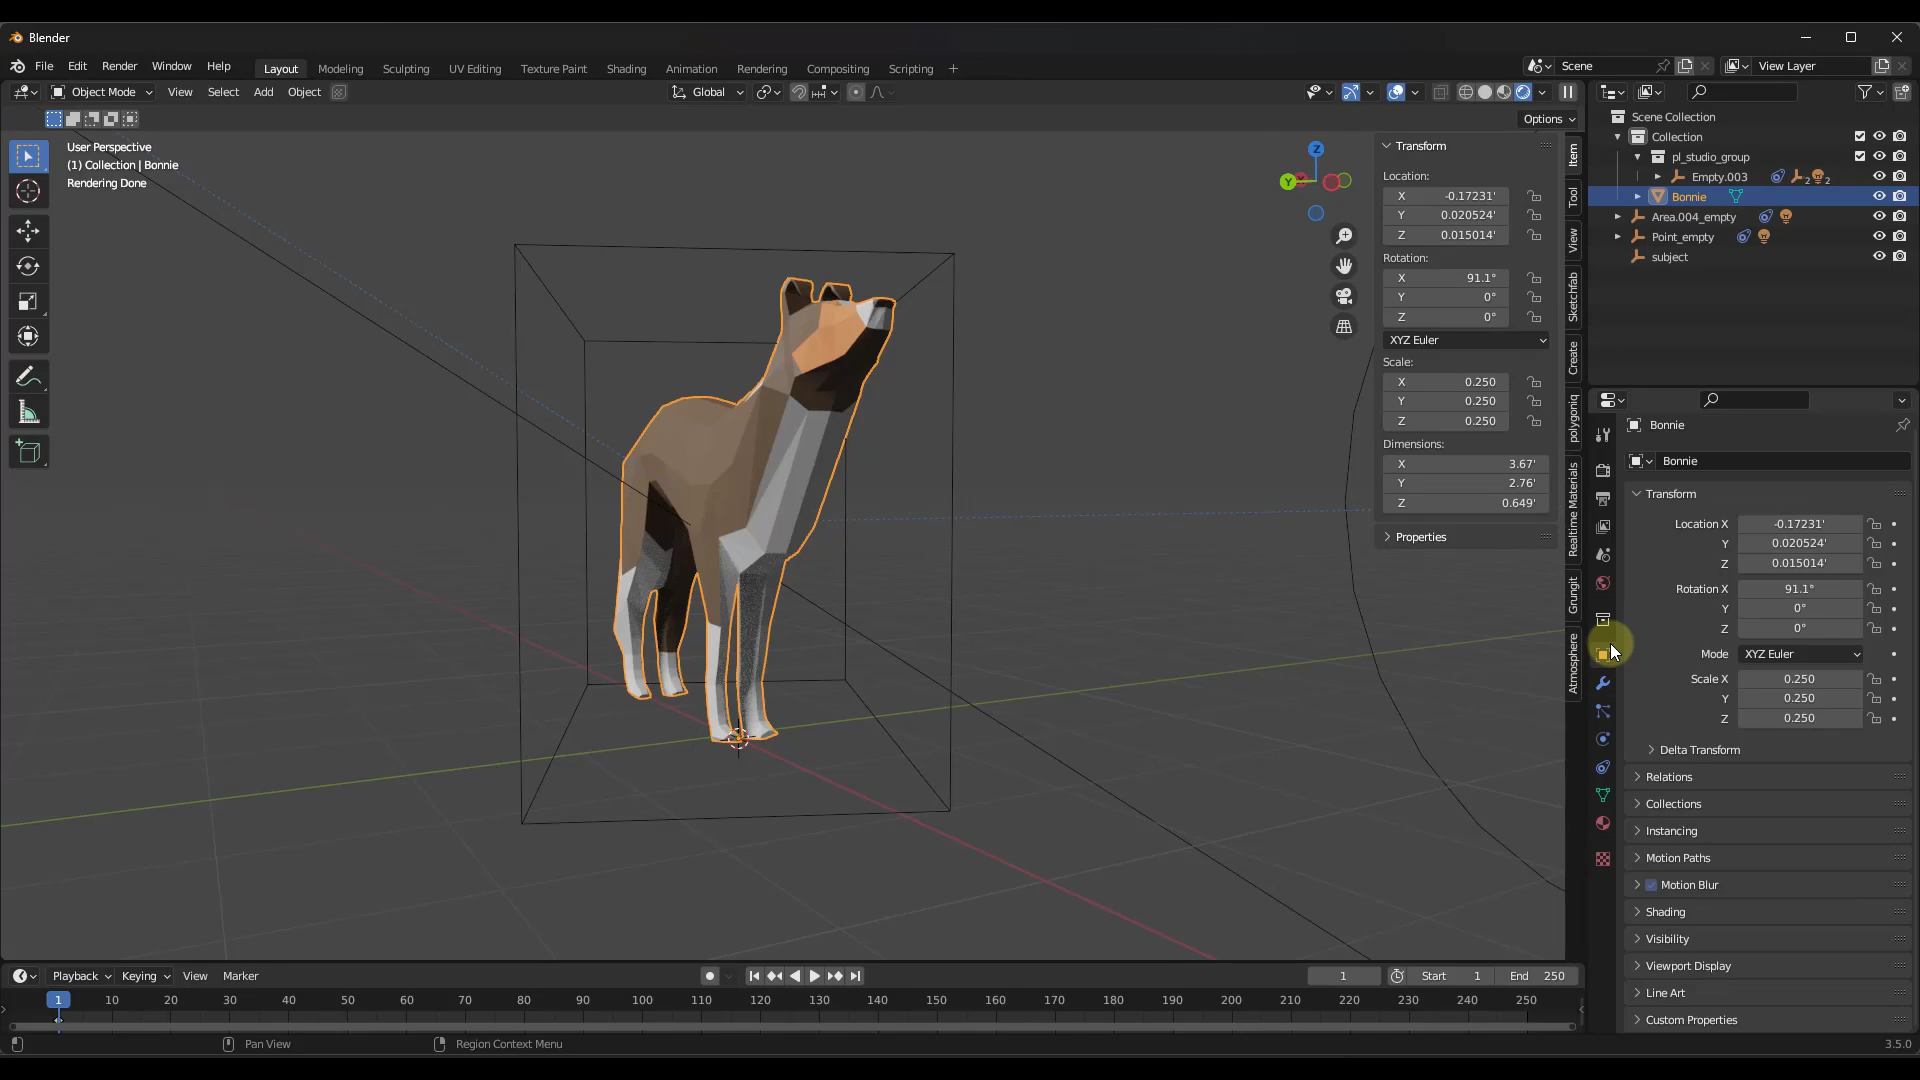 Blender
File Edit Render Window Help
Layout Modeling Sculpting UV Editing Texture Paint Shading Animation Rendering Compositing Scripting +
Scene
View Layer
Object Mode View Select Add Object
Global
Options
User Perspective
(1) Collection | Bonnie
Rendering Done
Z
Y
Transform
Location:
X -0.17231'
Y 0.020524'
Z 0.015014'
Rotation:
X 91.1°
Y 0°
Z 0°
XYZ Euler
Scale:
X 0.250
Y 0.250
Z 0.250
Dimensions:
X 3.67'
Y 2.76'
Z 0.649'
Properties
Item
Tool
View
Sketchfab
Create
polygoniq
Realtime Materials
Grungit
Atmosphere
Scene Collection
Collection
pl_studio_group
Empty.003 2 2
Bonnie
Area.004_empty
Point_empty
subject
Bonnie
Bonnie
Transform
Location X -0.17231'
Y 0.020524'
Z 0.015014'
Rotation X 91.1°
Y 0°
Z 0°
Mode XYZ Euler
Scale X 0.250
Y 0.250
Z 0.250
Delta Transform
Relations
Collections
Instancing
Motion Paths
Motion Blur
Shading
Visibility
Viewport Display
Line Art
Custom Properties
Playback Keying View Marker
1 Start 1 End 250
1 10 20 30 40 50 60 70 80 90 100 110 120 130 140 150 160 170 180 190 200 210 220 230 240 250
Pan View
Region Context Menu
3.5.0